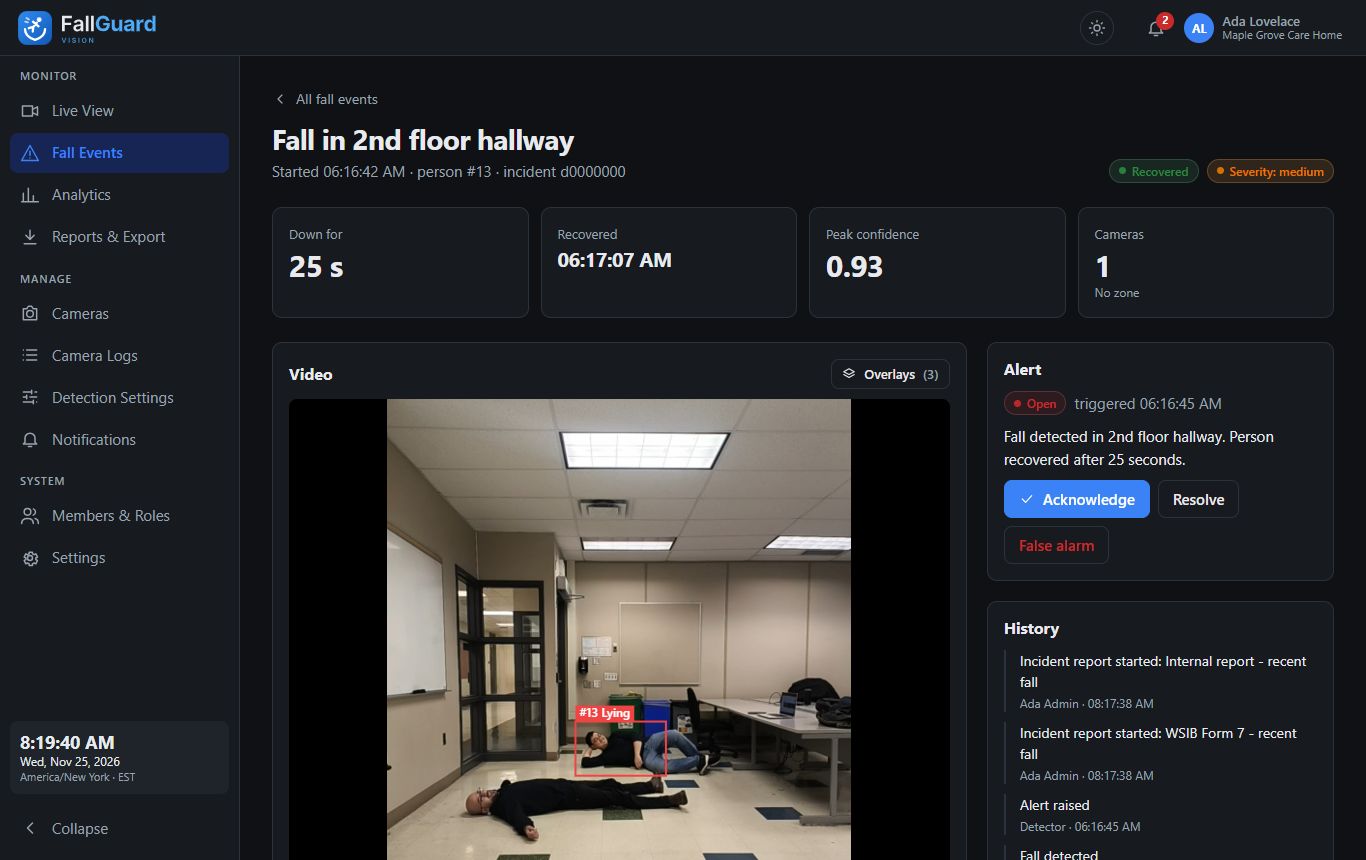 FallGuard
VISION
2
AL
Ada Lovelace
Maple Grove Care Home
MONITOR
Live View
Fall Events
Analytics
Reports & Export
MANAGE
Cameras
Camera Logs
Detection Settings
Notifications
SYSTEM
Members & Roles
Settings
8:19:40 AM
Wed, Nov 25, 2026
America/New York · EST
Collapse
All fall events
Fall in 2nd floor hallway
Started 06:16:42 AM · person #13 · incident d0000000
Recovered
Severity: medium
Down for
25 s
Recovered
06:17:07 AM
Peak confidence
0.93
Cameras
1
No zone
Video
Overlays (3)
#13 Lying
Alert
Open
triggered 06:16:45 AM
Fall detected in 2nd floor hallway. Person
recovered after 25 seconds.
Acknowledge
Resolve
False alarm
History
Incident report started: Internal report - recent
fall
Ada Admin · 08:17:38 AM
Incident report started: WSIB Form 7 - recent
fall
Ada Admin · 08:17:38 AM
Alert raised
Detector · 06:16:45 AM
Fall detected